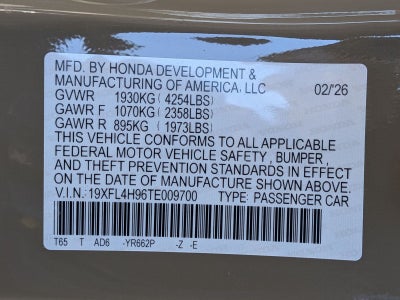 MFD. BY HONDA DEVELOPMENT &
MANUFACTURING OF AMERICA, LLC 02/'26
GVWR 1930KG (4254LBS)
GAWR F 1070KG (2358LBS)
GAWR R 895KG (1973LBS)
THIS VEHICLE CONFORMS TO ALL APPLICABLE
FEDERAL MOTOR VEHICLE SAFETY, BUMPER,
AND THEFT PREVENTION STANDARDS IN EFFECT
ON THE DATE OF MANUFACTURE SHOWN ABOVE.
V.I.N.: 19XFL4H96TE009700 TYPE: PASSENGER CAR
T65 T AD6 -YR662P -Z -E